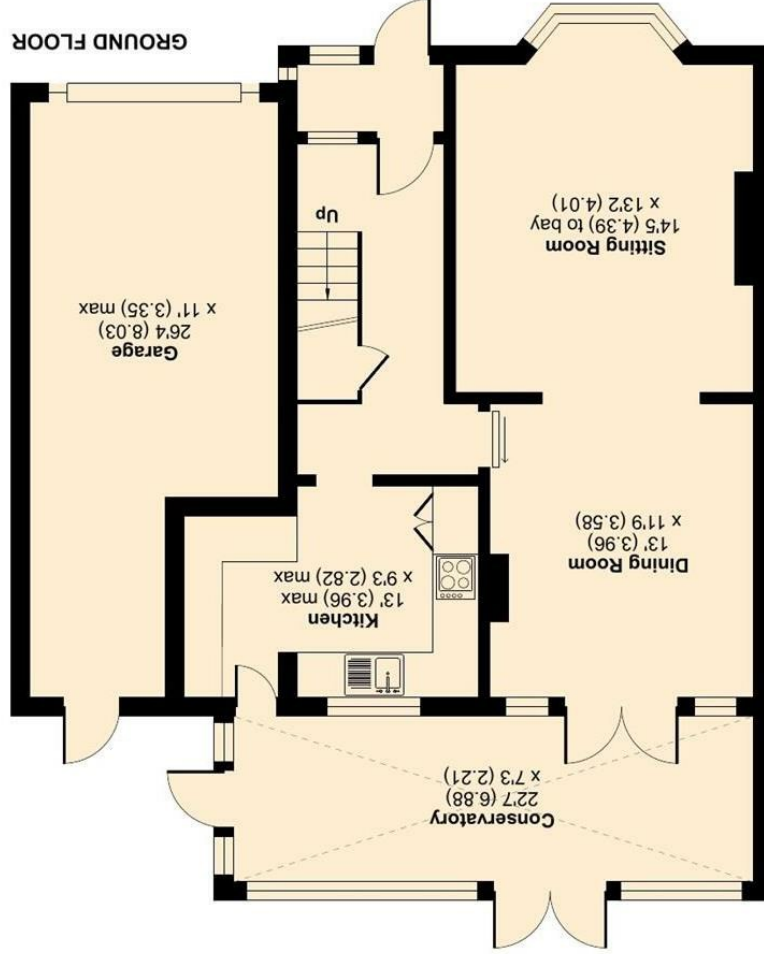 Conservatory
22'7 (6.88)
x 7'3 (2.21)
Dining Room
13' (3.96)
x 11'9 (3.58)
Kitchen
13' (3.96) max
x 9'3 (2.82) max
Garage
26'4 (8.03)
x 11' (3.35) max
Sitting Room
14'5 (4.39) to bay
x 13'2 (4.01)
Up
GROUND FLOOR